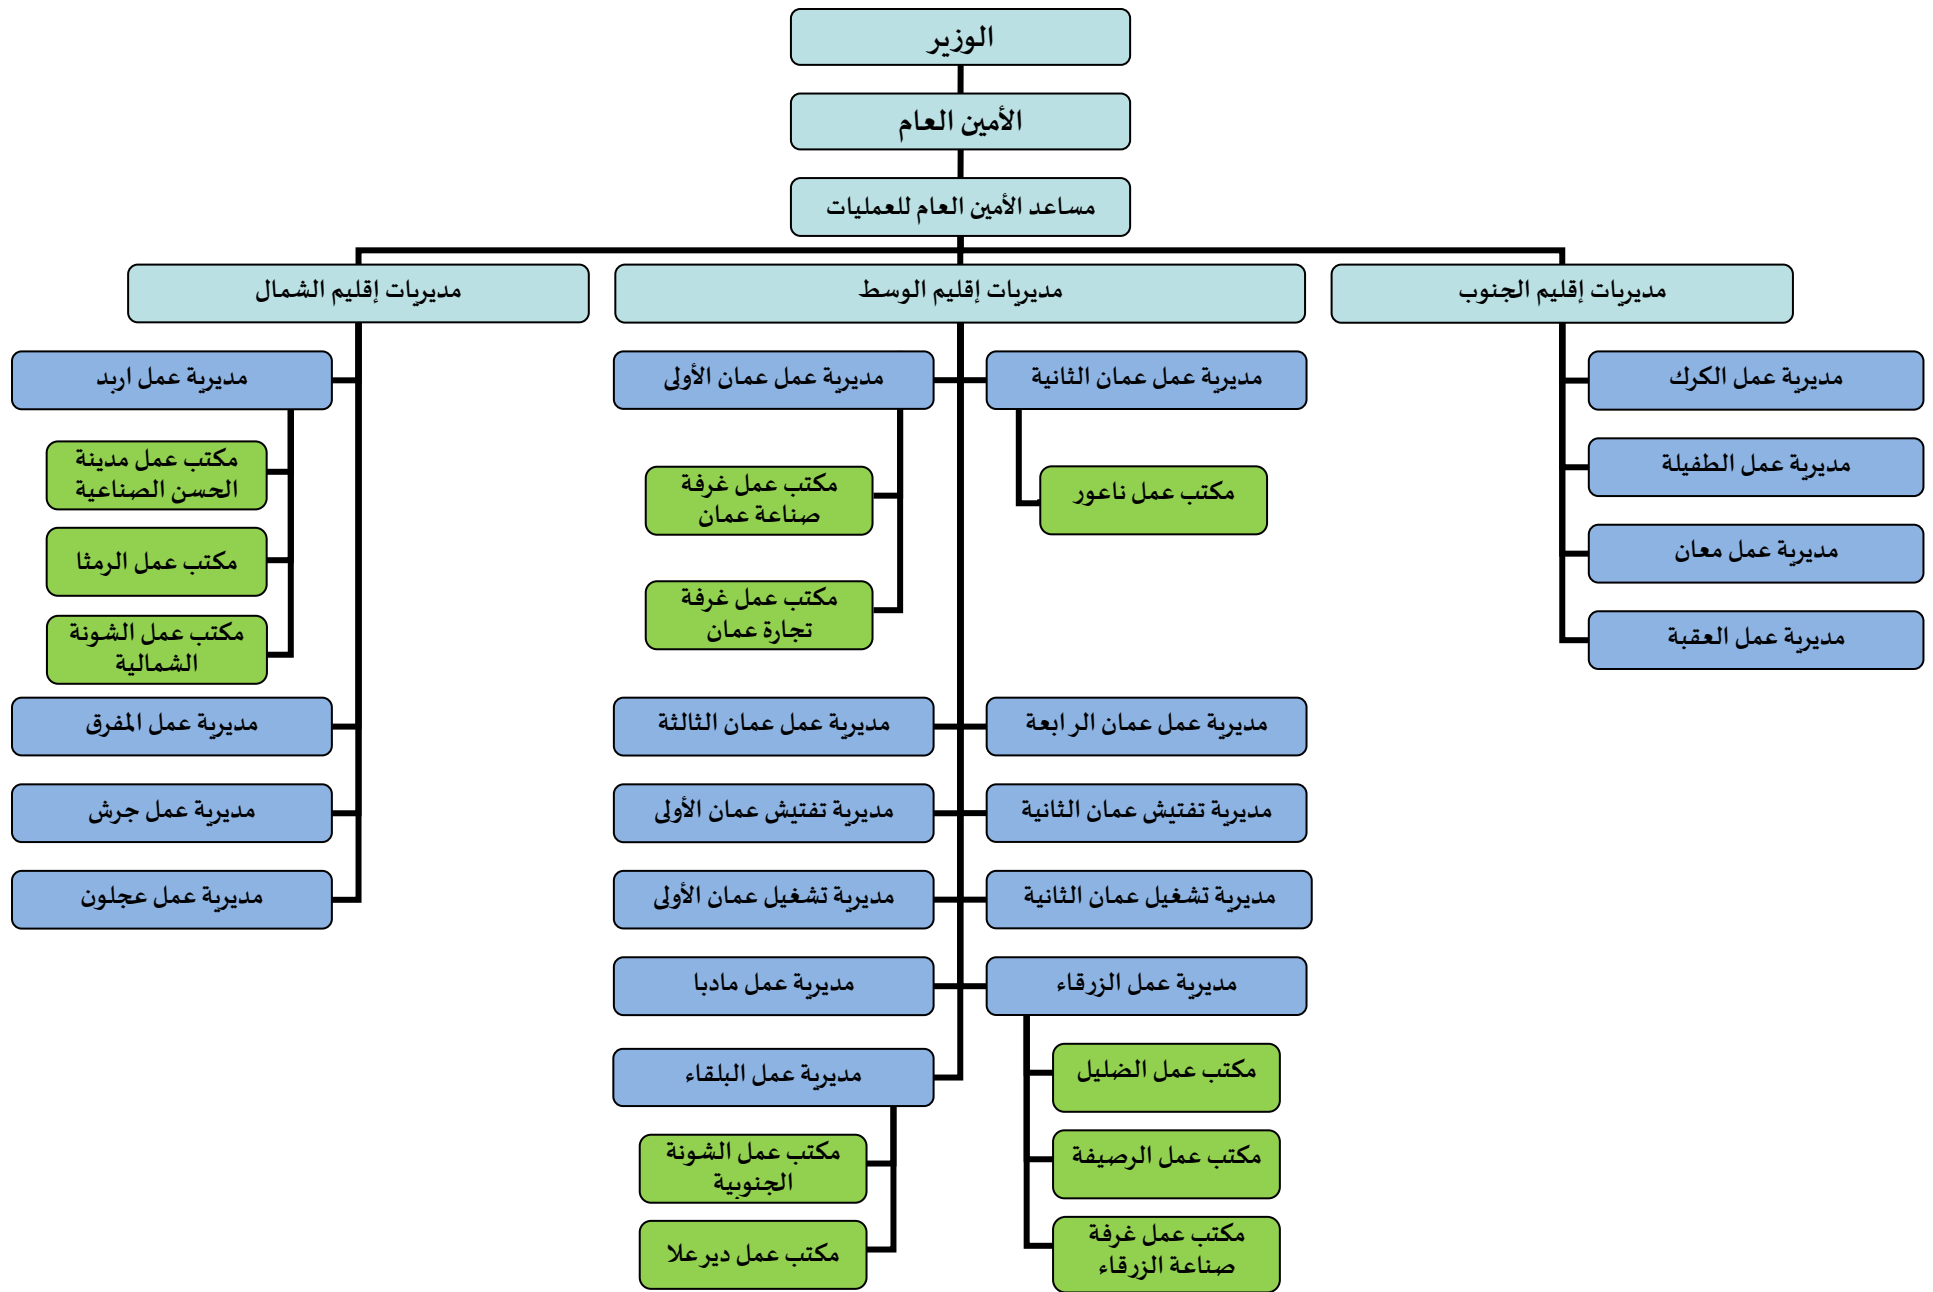 الوزير
الأمين العام
مساعد الأمين العام للعمليات
مديريات إقليم الجنوب
مديريات إقليم الوسط
مديريات إقليم الشمال
مديرية عمل الكرك
مديرية عمل الطفيلة
مديرية عمل معان
مديرية عمل العقبة
مديرية عمل عمان الثانية
مكتب عمل ناعور
مديرية عمل عمان الأولى
مكتب عمل غرفة
صناعة عمان
مكتب عمل غرفة
تجارة عمان
مديرية عمل عمان الرابعة
مديرية عمل عمان الثالثة
مديرية تفتيش عمان الثانية
مديرية تفتيش عمان الأولى
مديرية تشغيل عمان الثانية
مديرية تشغيل عمان الأولى
مديرية عمل الزرقاء
مديرية عمل مادبا
مكتب عمل الضليل
مكتب عمل الرصيفة
مكتب عمل غرفة
صناعة الزرقاء
مديرية عمل البلقاء
مكتب عمل الشونة
الجنوبية
مكتب عمل ديرعلا
مديرية عمل اربد
مكتب عمل مدينة
الحسن الصناعية
مكتب عمل الرمثا
مكتب عمل الشونة
الشمالية
مديرية عمل المفرق
مديرية عمل جرش
مديرية عمل عجلون